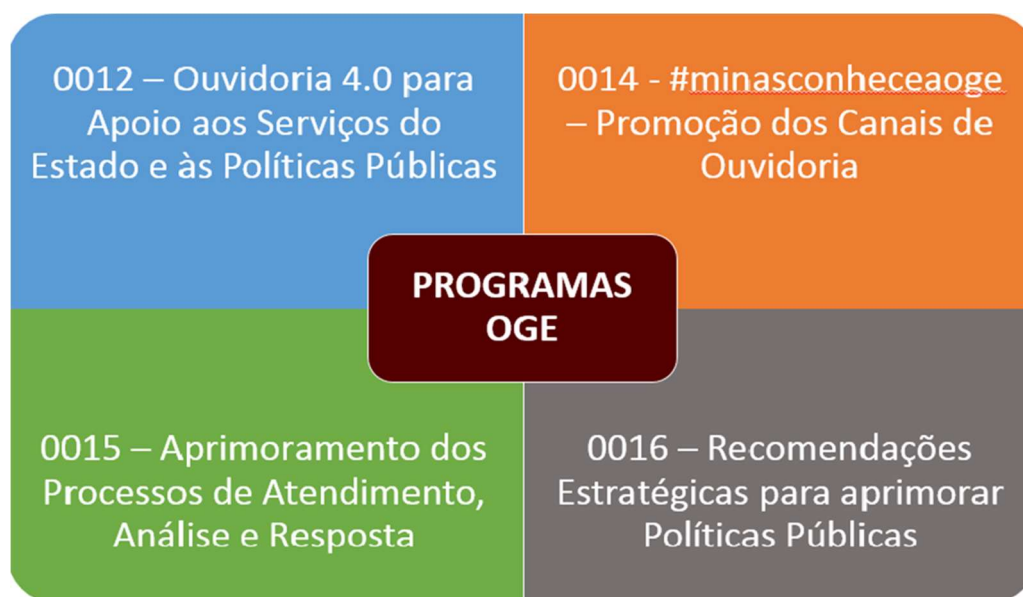 0012 – Ouvidoria 4.0 para
Apoio aos Serviços do
Estado e às Políticas Públicas
0014 - #minasconheceaoge
– Promoção dos Canais de
Ouvidoria
PROGRAMAS
OGE
0015 – Aprimoramento dos
Processos de Atendimento,
Análise e Resposta
0016 – Recomendações
Estratégicas para aprimorar
Políticas Públicas